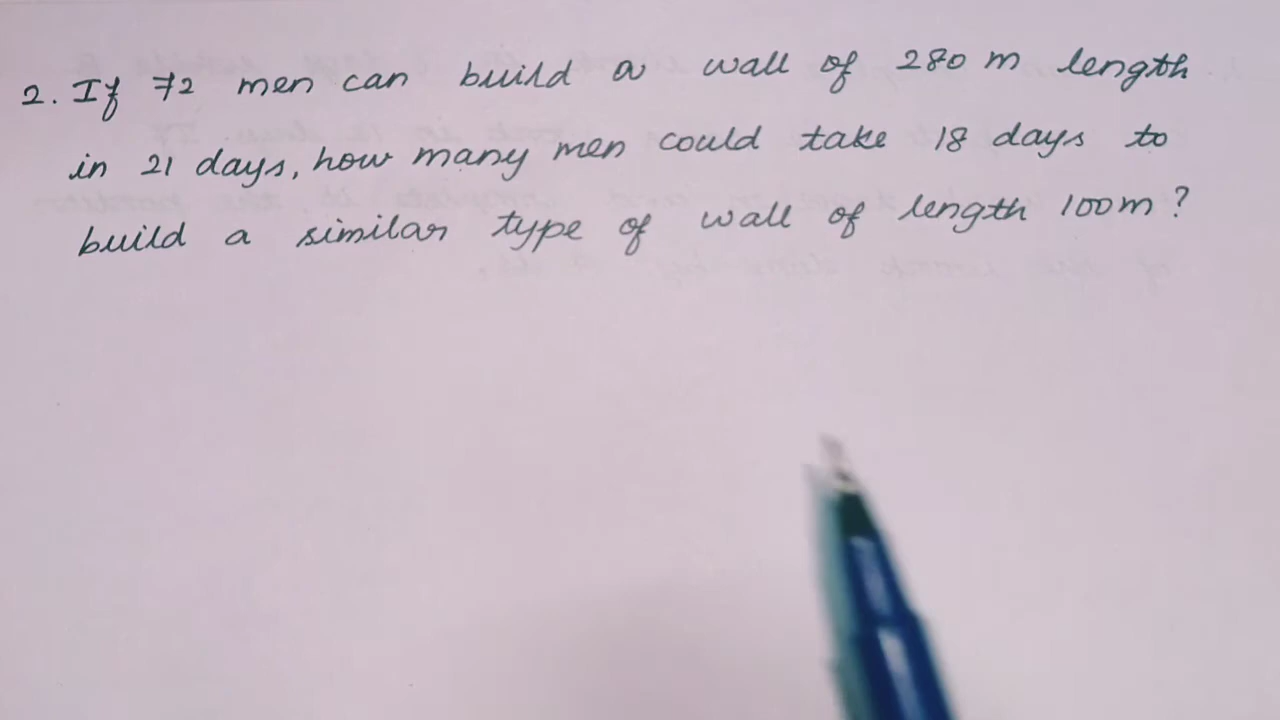 2. If 72 men can build a wall of 280 m length
in 21 days, how many men could take 18 days to
build a similar type of wall of length 100m?